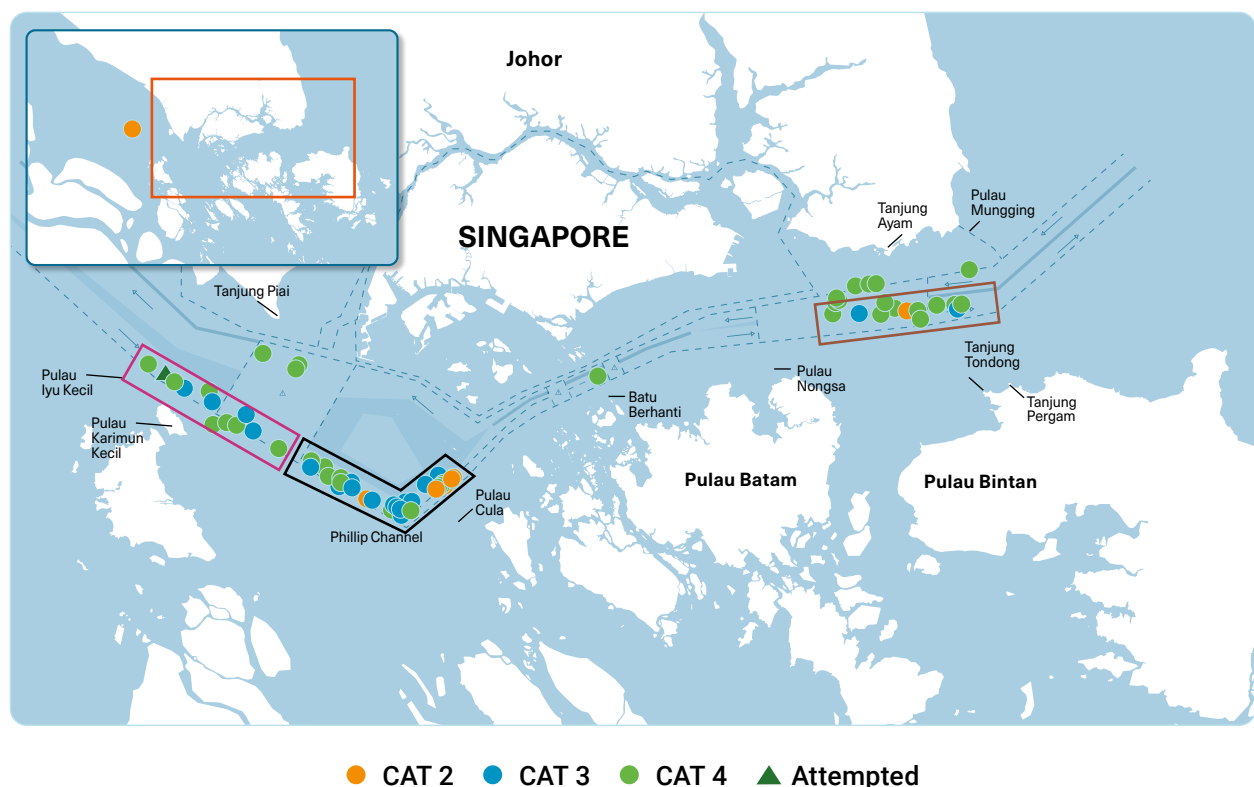 Johor
SINGAPORE
Tanjung
Ayam
Pulau
Mungging
Tanjung Piai
Pulau
Iyu Kecil
Pulau
Karimun
Kecil
Batu
Berhanti
Pulau
Nongsa
Tanjung
Tondong
Tanjung
Pergam
Pulau Batam
Pulau Bintan
Pulau
Cula
Phillip Channel
CAT 2 CAT 3 CAT 4 Attempted